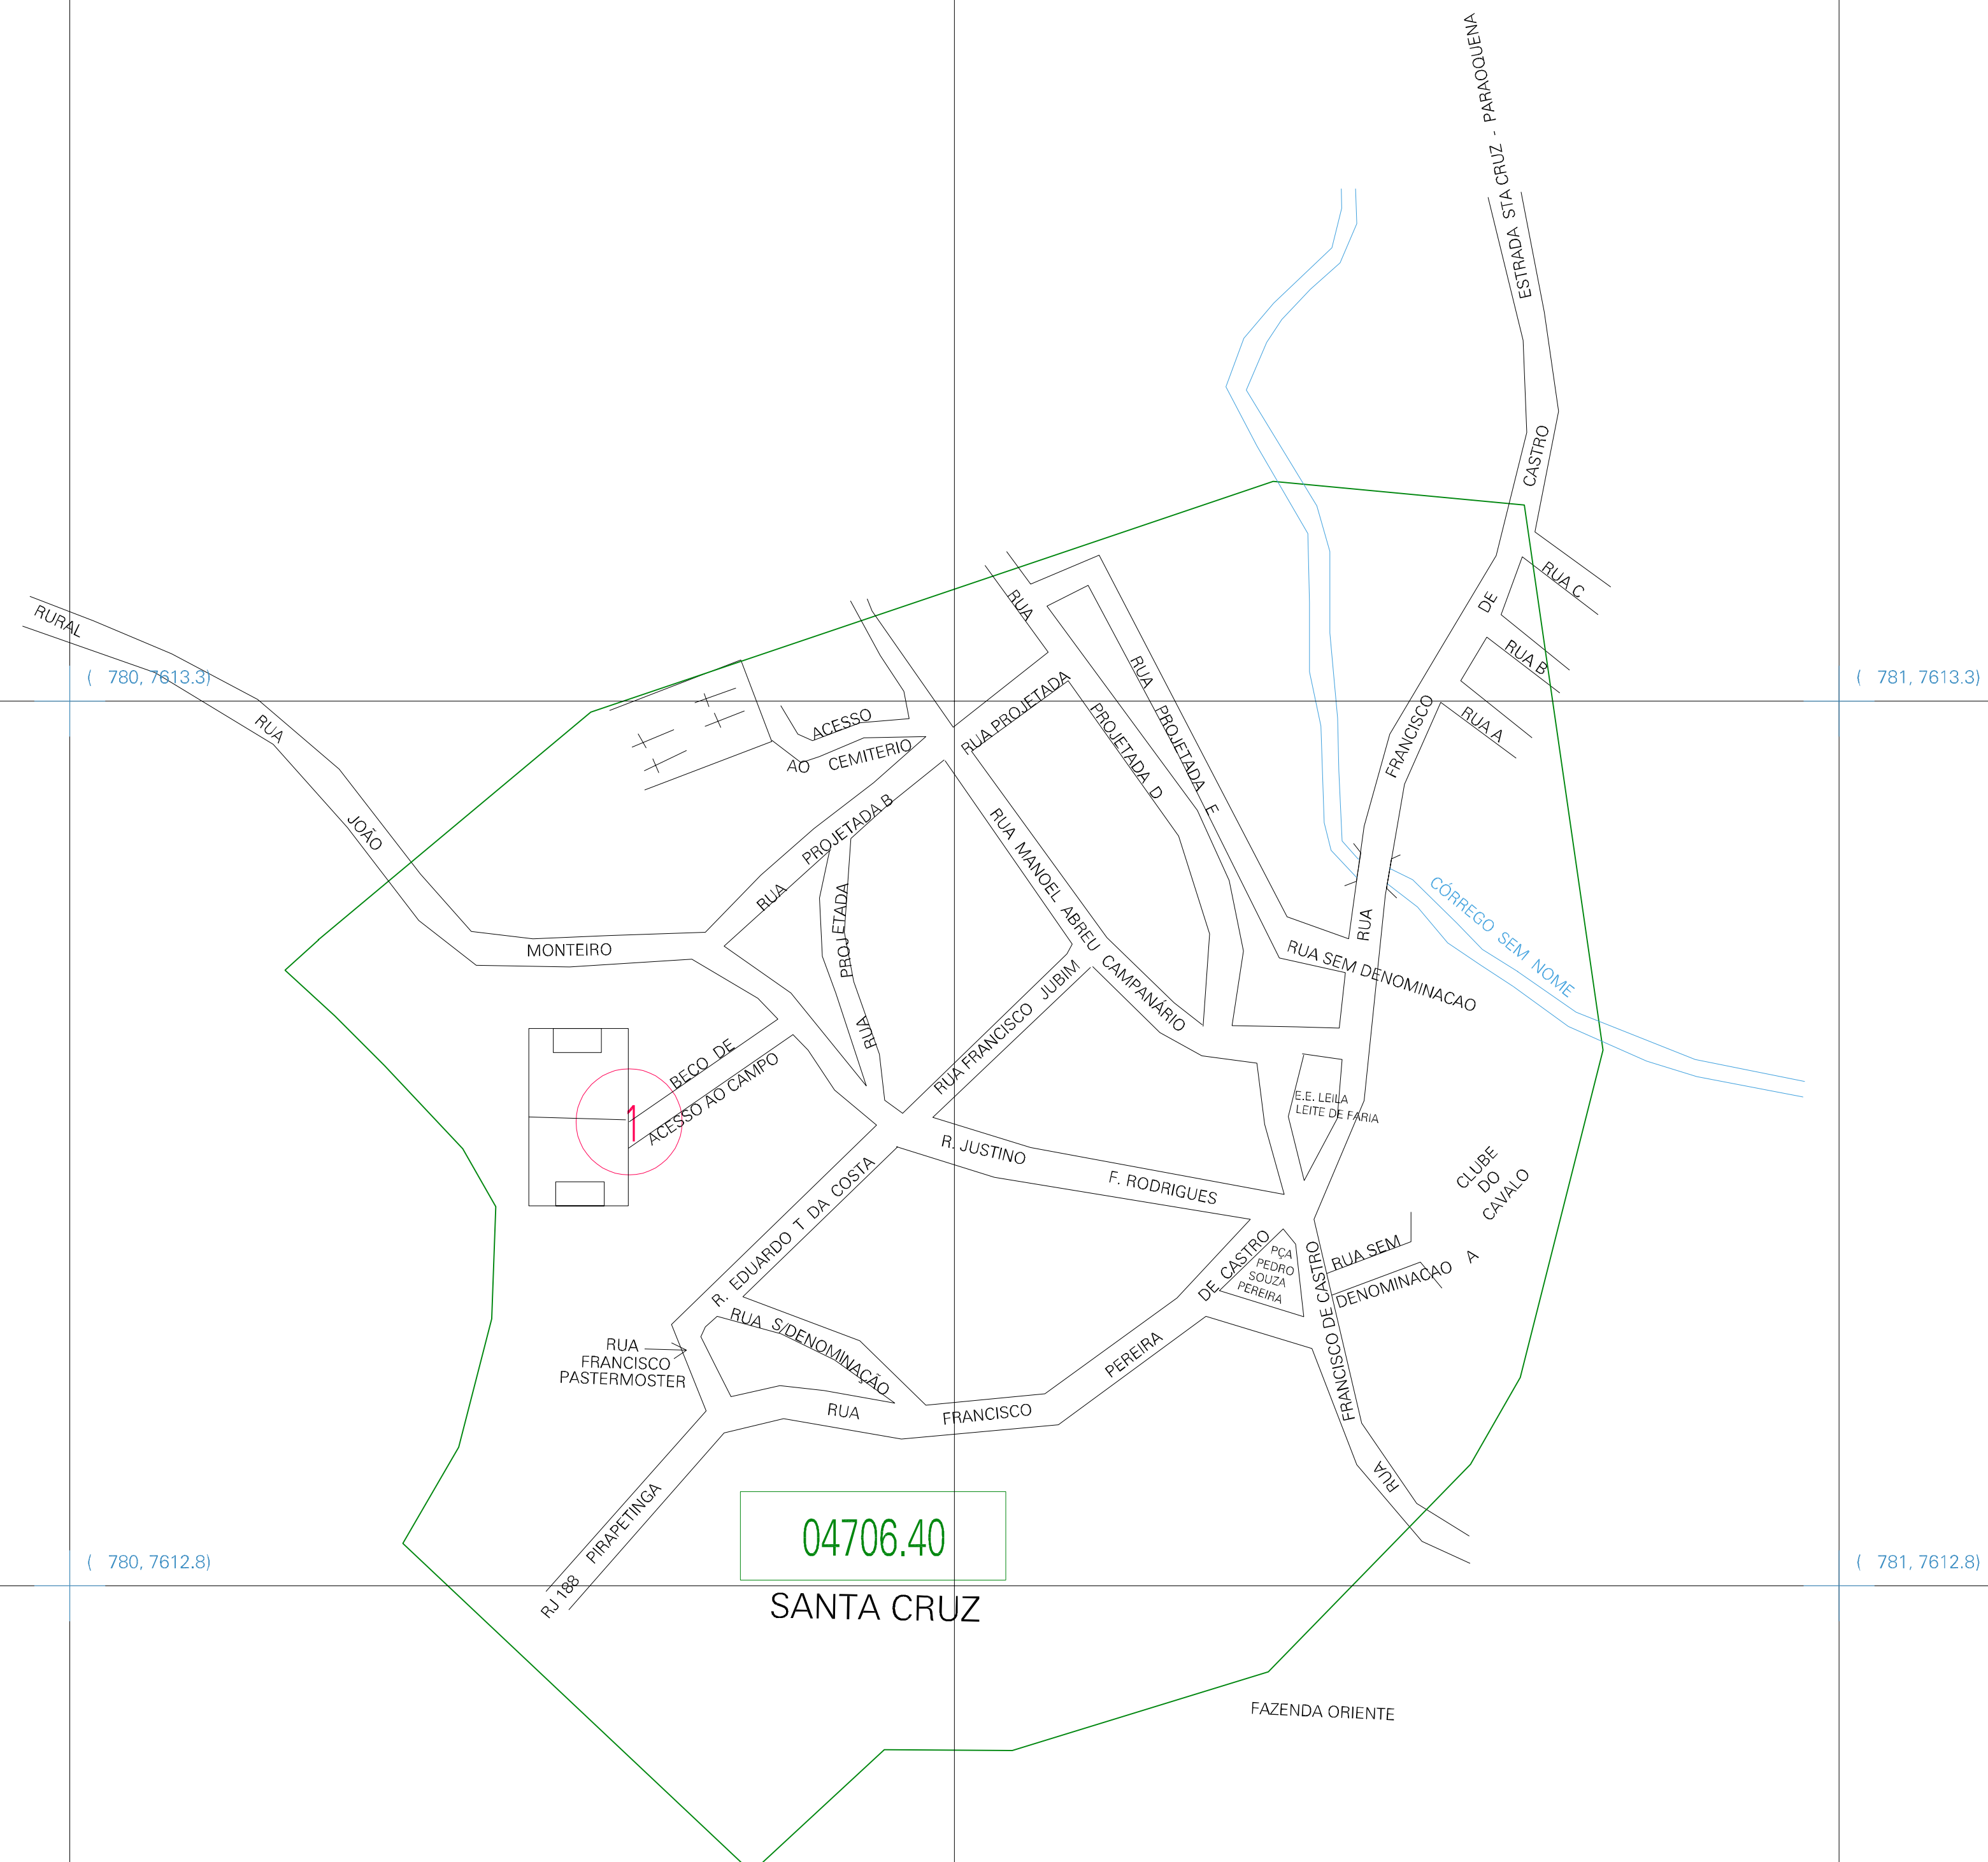 ESTRADA STA CRUZ - PARAOQUENA
CASTRO
DE
FRANCISCO
RUA
RUA C
RUA B
RUA A
RURAL
RUA
JOÃO
MONTEIRO
( 780, 7613.3)
( 781, 7613.3)
ACESSO
AO CEMITERIO
RUA PROJETADA
RUA
PROJETADA D
RUA PROJETADA E
RUA PROJETADA B
PROJETADA
RUA
RUA MANOEL ABREU CAMPANÁRIO
RUA FRANCISCO JUBIM
RUA SEM DENOMINACAO
CÓRREGO SEM NOME
BECO DE
ACESSO AO CAMPO
1
E.E. LEILA
LEITE DE FARIA
R. JUSTINO F. RODRIGUES
R. EDUARDO T DA COSTA
CLUBE
DO
CAVALO
PÇA
PEDRO
SOUZA
PEREIRA
RUA SEM
DENOMINACAO A
RUA S/DENOMINAÇÃO
RUA
FRANCISCO
PASTERMOSTER
RUA FRANCISCO PEREIRA DE CASTRO
FRANCISCO DE CASTRO
RUA
RJ 188 PIRAPETINGA
04706.40
SANTA CRUZ
( 780, 7612.8)
( 781, 7612.8)
FAZENDA ORIENTE